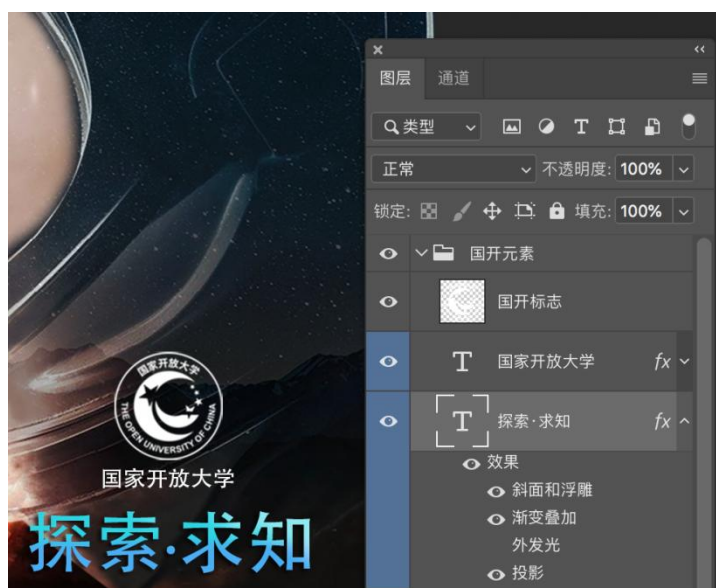 图层 通道
类型
正常 不透明度: 100%
锁定: 填充: 100%
国开元素
国开标志
T 国家开放大学 fx
T 探索·求知 fx
效果
斜面和浮雕
渐变叠加
外发光
投影
国家开放大学
THE OPEN UNIVERSITY OF CHINA
国家开放大学
探索·求知